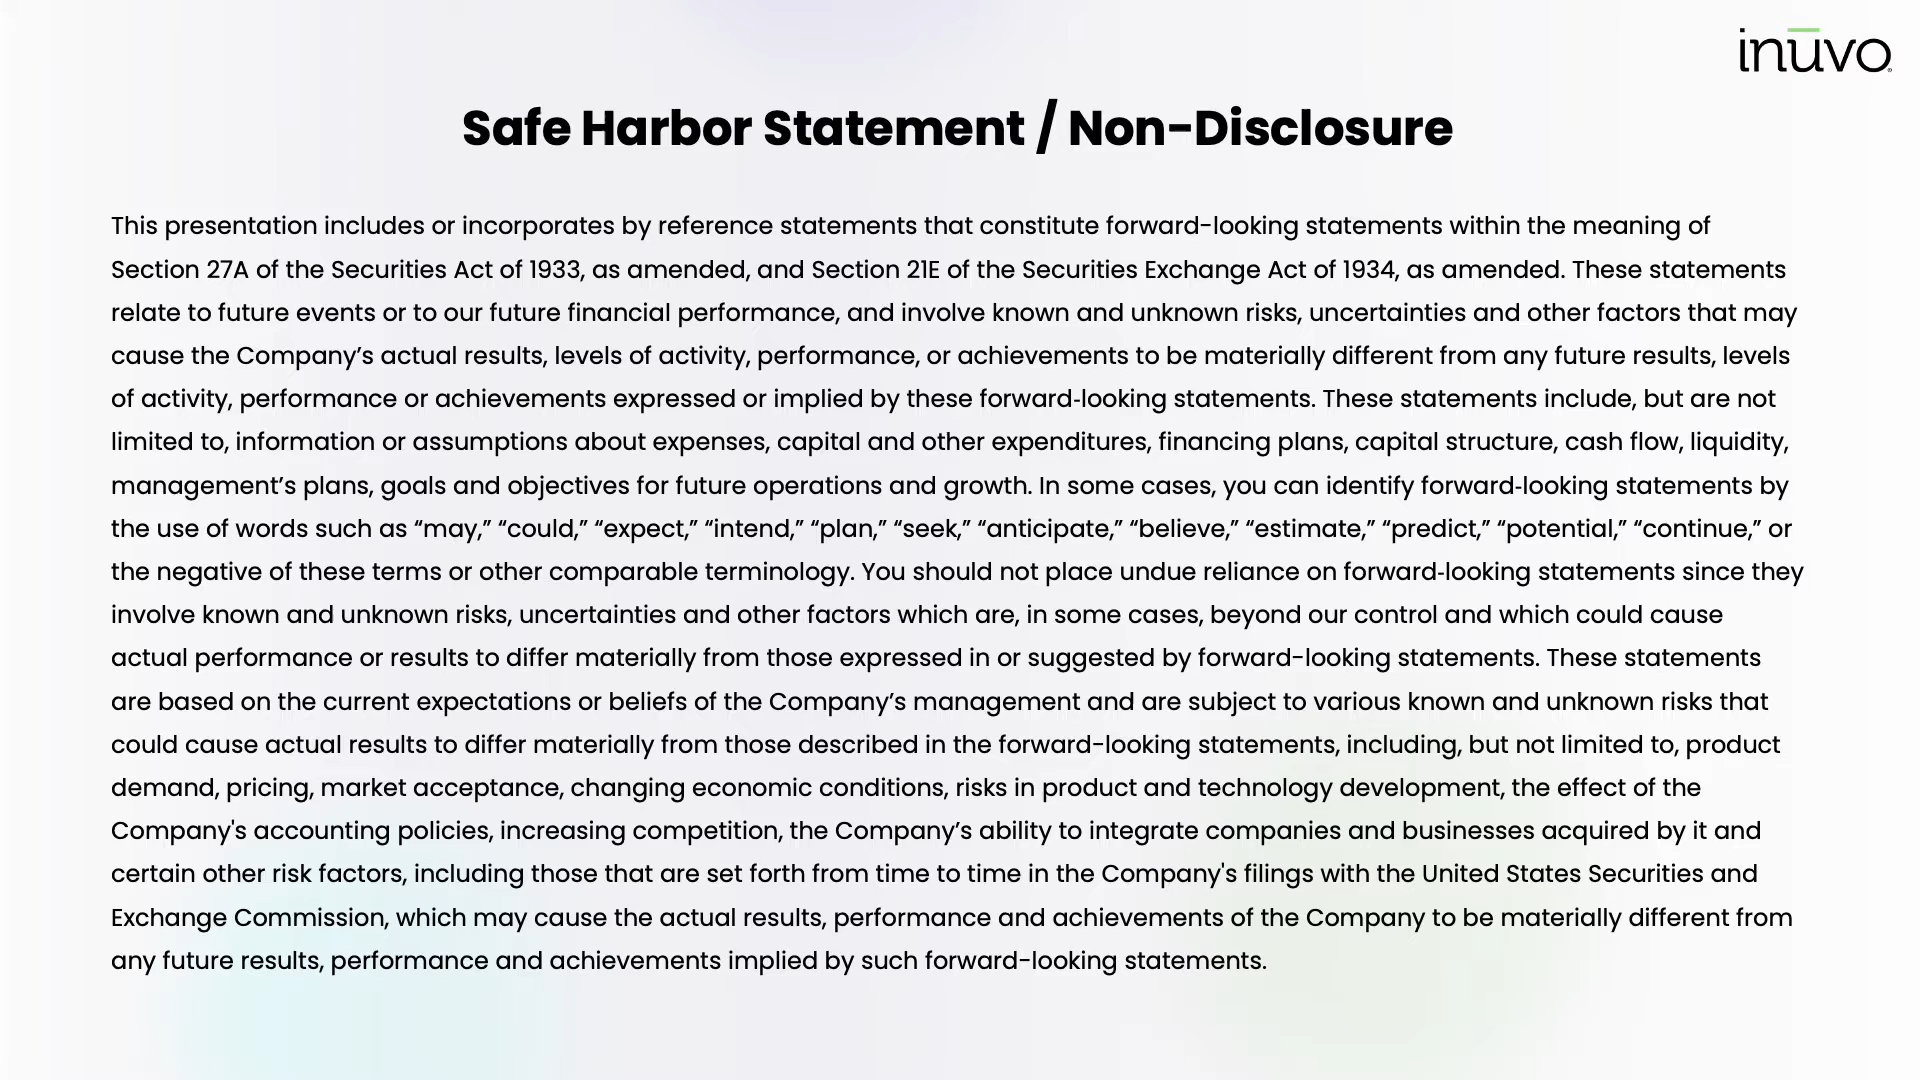 inūvo
Safe Harbor Statement / Non-Disclosure
This presentation includes or incorporates by reference statements that constitute forward-looking statements within the meaning of
Section 27A of the Securities Act of 1933, as amended, and Section 21E of the Securities Exchange Act of 1934, as amended. These statements
relate to future events or to our future financial performance, and involve known and unknown risks, uncertainties and other factors that may
cause the Company’s actual results, levels of activity, performance, or achievements to be materially different from any future results, levels
of activity, performance or achievements expressed or implied by these forward-looking statements. These statements include, but are not
limited to, information or assumptions about expenses, capital and other expenditures, financing plans, capital structure, cash flow, liquidity,
management’s plans, goals and objectives for future operations and growth. In some cases, you can identify forward-looking statements by
the use of words such as “may,” “could,” “expect,” “intend,” “plan,” “seek,” “anticipate,” “believe,” “estimate,” “predict,” “potential,” “continue,” or
the negative of these terms or other comparable terminology. You should not place undue reliance on forward-looking statements since they
involve known and unknown risks, uncertainties and other factors which are, in some cases, beyond our control and which could cause
actual performance or results to differ materially from those expressed in or suggested by forward-looking statements. These statements
are based on the current expectations or beliefs of the Company’s management and are subject to various known and unknown risks that
could cause actual results to differ materially from those described in the forward-looking statements, including, but not limited to, product
demand, pricing, market acceptance, changing economic conditions, risks in product and technology development, the effect of the
Company's accounting policies, increasing competition, the Company’s ability to integrate companies and businesses acquired by it and
certain other risk factors, including those that are set forth from time to time in the Company's filings with the United States Securities and
Exchange Commission, which may cause the actual results, performance and achievements of the Company to be materially different from
any future results, performance and achievements implied by such forward-looking statements.